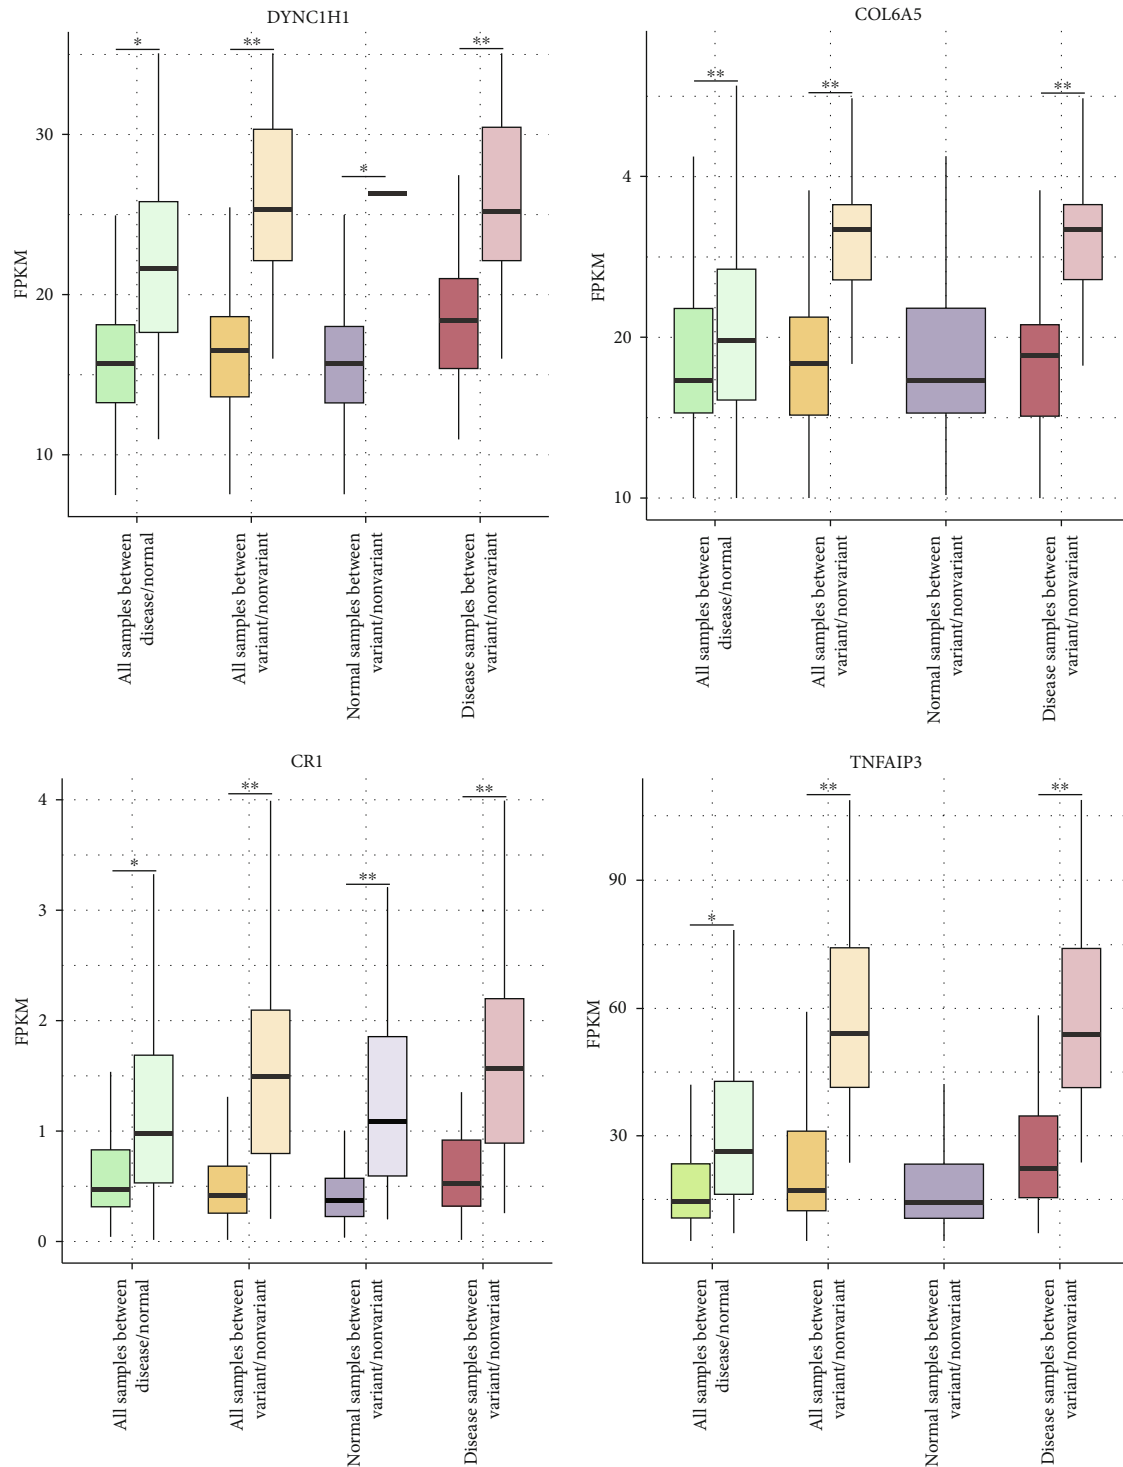 DYNC1H1
*
**
*
**
30
20
10
FPKM
All samples between
disease/normal
All samples between
variant/nonvariant
Normal samples between
variant/nonvariant
Disease samples between
variant/nonvariant
COL6A5
**
**
**
4
20
10
FPKM
All samples between
disease/normal
All samples between
variant/nonvariant
Normal samples between
variant/nonvariant
Disease samples between
variant/nonvariant
CR1
*
**
**
**
4
3
2
1
0
FPKM
All samples between
disease/normal
All samples between
variant/nonvariant
Normal samples between
variant/nonvariant
Disease samples between
variant/nonvariant
TNFAIP3
*
**
**
90
60
30
FPKM
All samples between
disease/normal
All samples between
variant/nonvariant
Normal samples between
variant/nonvariant
Disease samples between
variant/nonvariant